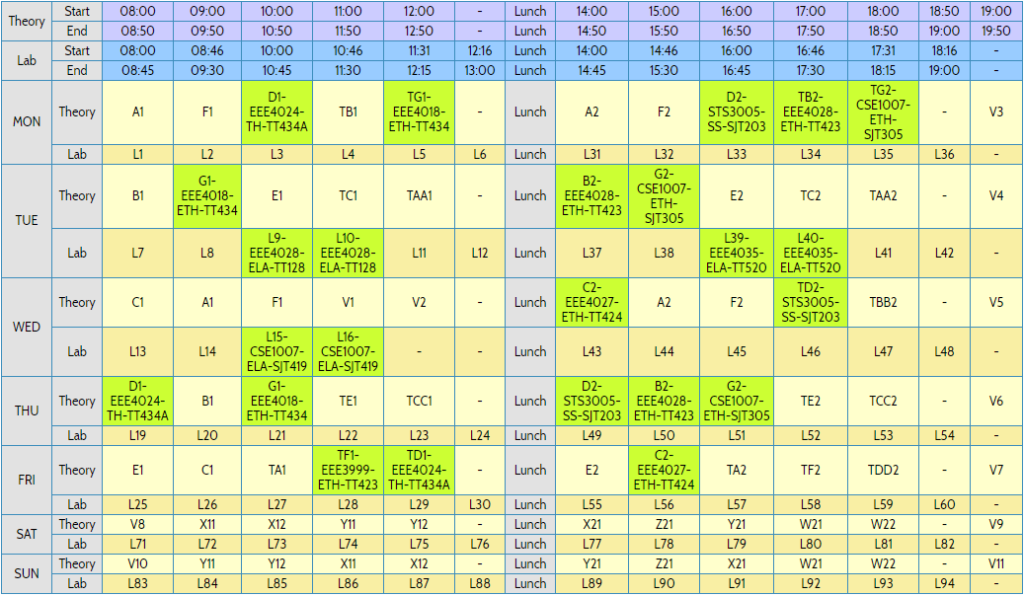 Theory Start 08:00 09:00 10:00 11:00 12:00 - Lunch 14:00 15:00 16:00 17:00 18:00 18:50 19:00
End 08:50 09:50 10:50 11:50 12:50 - Lunch 14:50 15:50 16:50 17:50 18:50 19:00 19:50
Lab Start 08:00 08:46 10:00 10:46 11:31 12:16 Lunch 14:00 14:46 16:00 16:46 17:31 18:16 -
End 08:45 09:30 10:45 11:30 12:15 13:00 Lunch 14:45 15:30 16:45 17:30 18:15 19:00 -
MON Theory A1 F1 D1-EEE4024-TH-TT434A TB1 TG1-EEE4018-ETH-TT434 - Lunch A2 F2 D2-STS3005-SS-SJT203 TB2-EEE4028-ETH-TT423 TG2-CSE1007-ETH-SJT305 - V3
Lab L1 L2 L3 L4 L5 L6 Lunch L31 L32 L33 L34 L35 L36 -
TUE Theory B1 G1-EEE4018-ETH-TT434 E1 TC1 TAA1 - Lunch B2-EEE4028-ETH-TT423 G2-CSE1007-ETH-SJT305 E2 TC2 TAA2 - V4
Lab L7 L8 L9-EEE4028-ELA-TT128 L10-EEE4028-ELA-TT128 L11 L12 Lunch L37 L38 L39-EEE4035-ELA-TT520 L40-EEE4035-ELA-TT520 L41 L42 -
WED Theory C1 A1 F1 V1 V2 - Lunch C2-EEE4027-ETH-TT424 A2 F2 TD2-STS3005-SS-SJT203 TBB2 - V5
Lab L13 L14 L15-CSE1007-ELA-SJT419 L16-CSE1007-ELA-SJT419 - - Lunch L43 L44 L45 L46 L47 L48 -
THU Theory D1-EEE4024-TH-TT434A B1 G1-EEE4018-ETH-TT434 TE1 TCC1 - Lunch D2-STS3005-SS-SJT203 B2-EEE4028-ETH-TT423 G2-CSE1007-ETH-SJT305 TE2 TCC2 - V6
Lab L19 L20 L21 L22 L23 L24 Lunch L49 L50 L51 L52 L53 L54 -
FRI Theory E1 C1 TA1 TF1-EEE3999-ETH-TT423 TD1-EEE4024-TH-TT434A - Lunch E2 C2-EEE4027-ETH-TT424 TA2 TF2 TDD2 - V7
Lab L25 L26 L27 L28 L29 L30 Lunch L55 L56 L57 L58 L59 L60 -
SAT Theory V8 X11 X12 Y11 Y12 - Lunch X21 Z21 Y21 W21 W22 - V9
Lab L71 L72 L73 L74 L75 L76 Lunch L77 L78 L79 L80 L81 L82 -
SUN Theory V10 Y11 Y12 X11 X12 - Lunch Y21 Z21 X21 W21 W22 - V11
Lab L83 L84 L85 L86 L87 L88 Lunch L89 L90 L91 L92 L93 L94 -